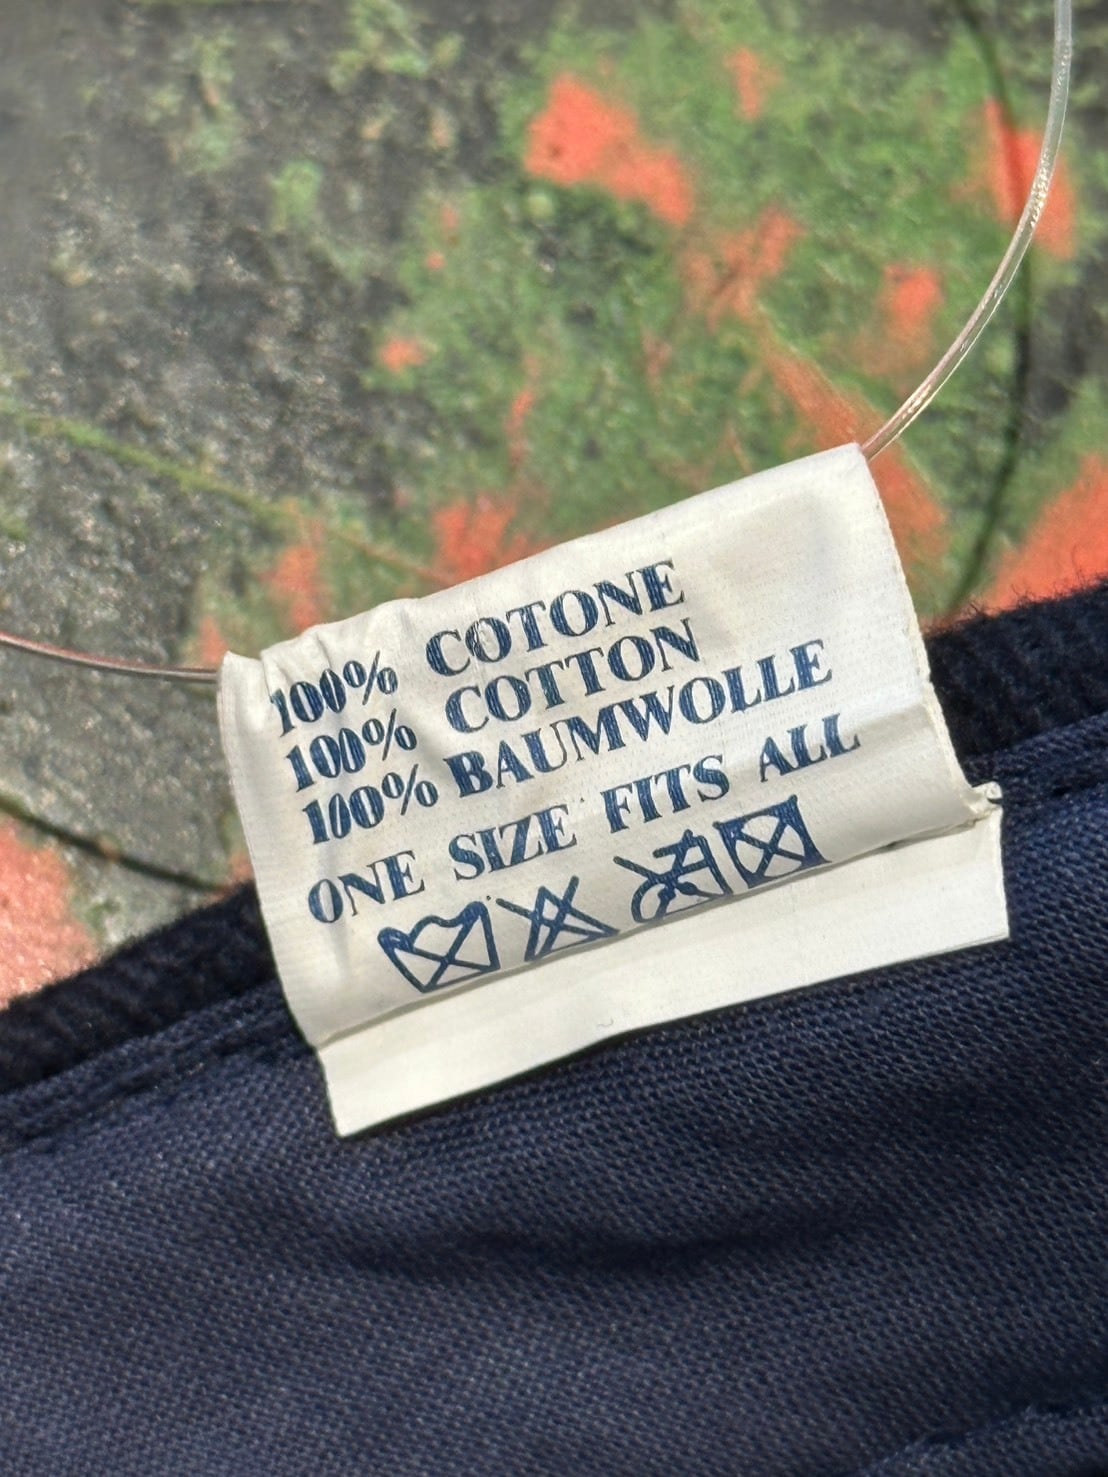 100% COTONE
100% COTTON
100% BAUMWOLLE
ONE SIZE FITS ALL